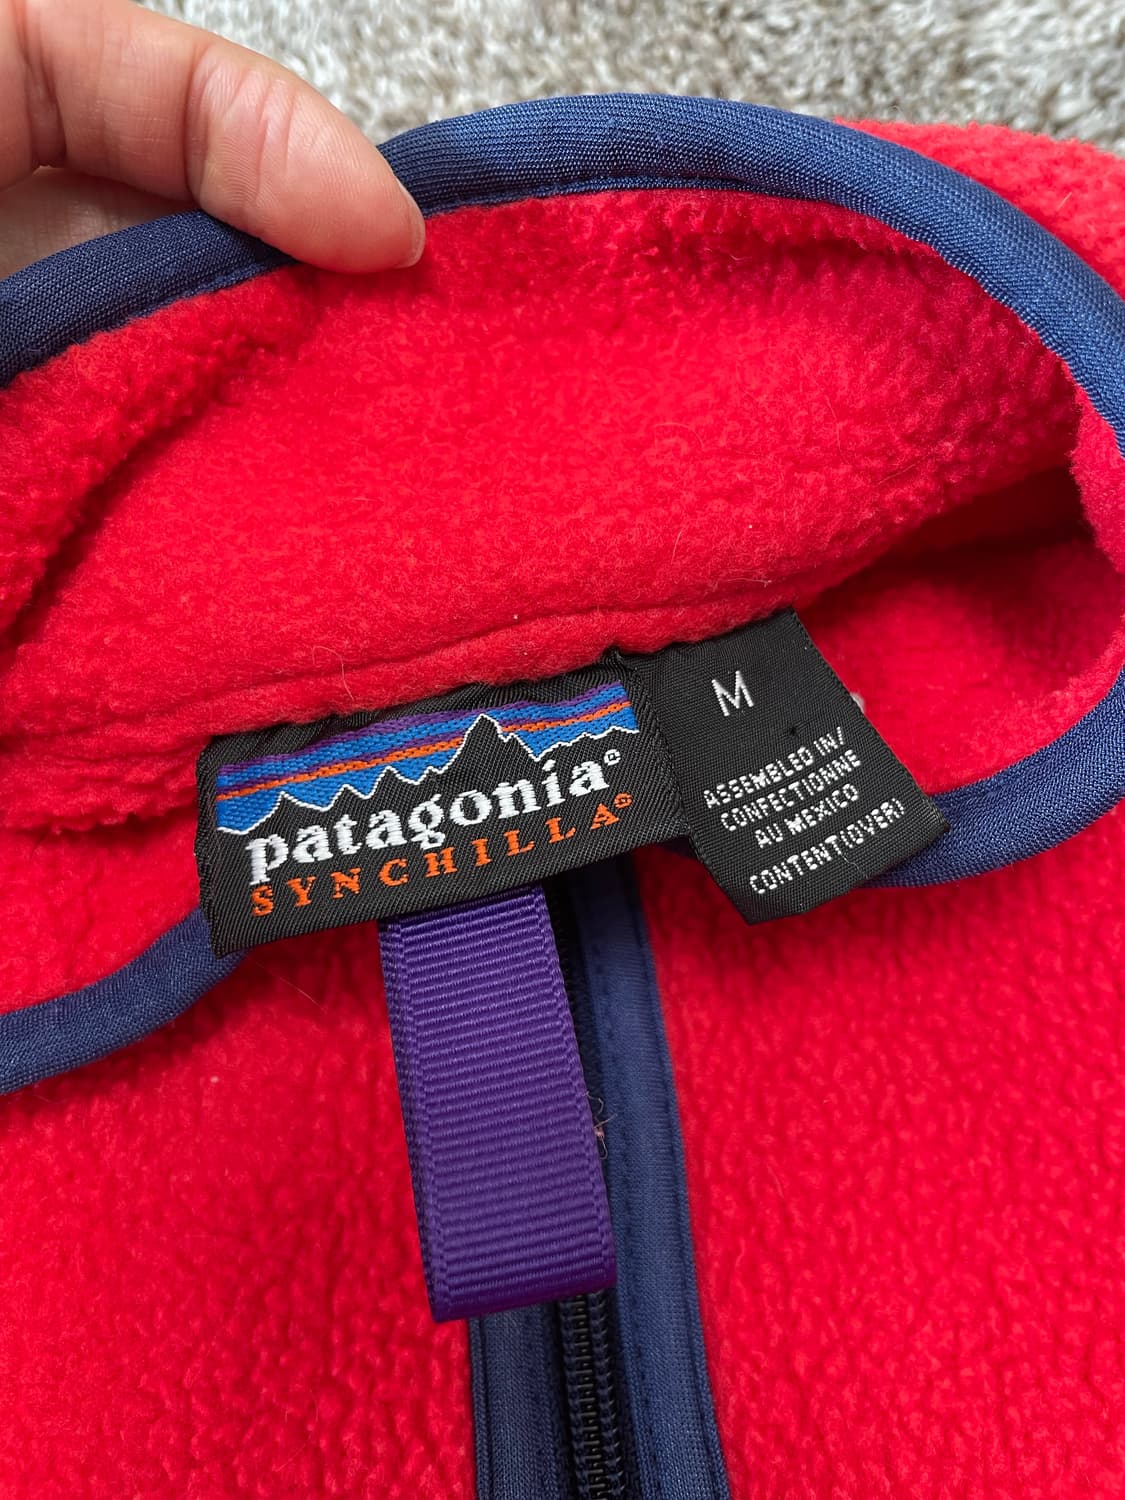 patagonia®
SYNCHILLA®
M
ASSEMBLED IN/
CONFECTIONNE
AU MEXICO
CONTENT(OVER)